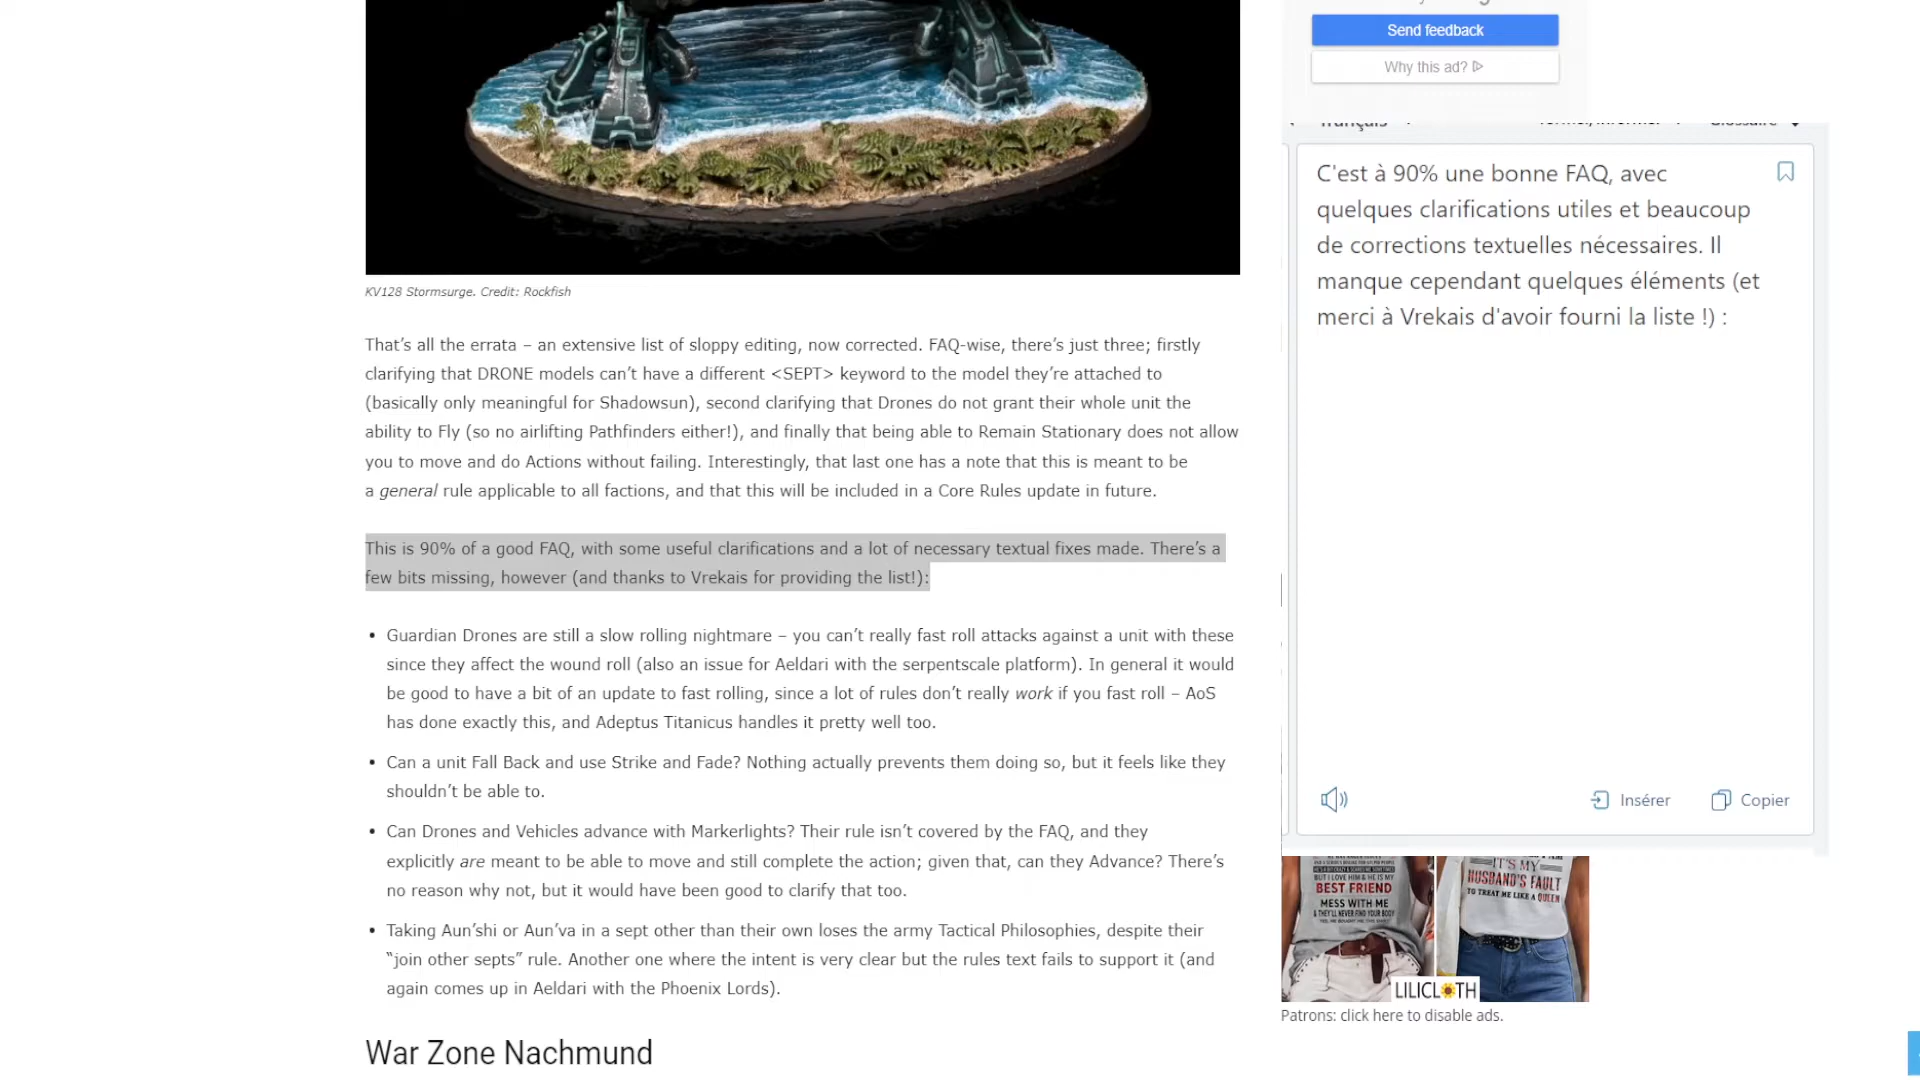 Send feedback
Why this ad?
français
Glossaire
C'est à 90% une bonne FAQ, avec
quelques clarifications utiles et beaucoup
de corrections textuelles nécessaires. Il
manque cependant quelques éléments (et
merci à Vrekais d'avoir fourni la liste !) :
KV128 Stormsurge. Credit: Rockfish
That’s all the errata – an extensive list of sloppy editing, now corrected. FAQ-wise, there’s just three; firstly
clarifying that DRONE models can’t have a different <SEPT> keyword to the model they’re attached to
(basically only meaningful for Shadowsun), second clarifying that Drones do not grant their whole unit the
ability to Fly (so no airlifting Pathfinders either!), and finally that being able to Remain Stationary does not allow
you to move and do Actions without failing. Interestingly, that last one has a note that this is meant to be
a general rule applicable to all factions, and that this will be included in a Core Rules update in future.
This is 90% of a good FAQ, with some useful clarifications and a lot of necessary textual fixes made. There’s a
few bits missing, however (and thanks to Vrekais for providing the list!):
• Guardian Drones are still a slow rolling nightmare – you can’t really fast roll attacks against a unit with these
since they affect the wound roll (also an issue for Aeldari with the serpentscale platform). In general it would
be good to have a bit of an update to fast rolling, since a lot of rules don’t really work if you fast roll – AoS
has done exactly this, and Adeptus Titanicus handles it pretty well too.
• Can a unit Fall Back and use Strike and Fade? Nothing actually prevents them doing so, but it feels like they
shouldn’t be able to.
• Can Drones and Vehicles advance with Markerlights? Their rule isn’t covered by the FAQ, and they
explicitly are meant to be able to move and still complete the action; given that, can they Advance? There’s
no reason why not, but it would have been good to clarify that too.
• Taking Aun’shi or Aun’va in a sept other than their own loses the army Tactical Philosophies, despite their
“join other septs” rule. Another one where the intent is very clear but the rules text fails to support it (and
again comes up in Aeldari with the Phoenix Lords).
War Zone Nachmund
Insérer
Copier
BUT I LOVE HIM & HE IS MY
BEST FRIEND
MESS WITH ME
& THEY'LL NEVER FIND YOUR BODY
IT'S MY
HUSBAND'S FAULT
TO TREAT ME LIKE A QUEEN
LILICLOTH
Patrons: click here to disable ads.